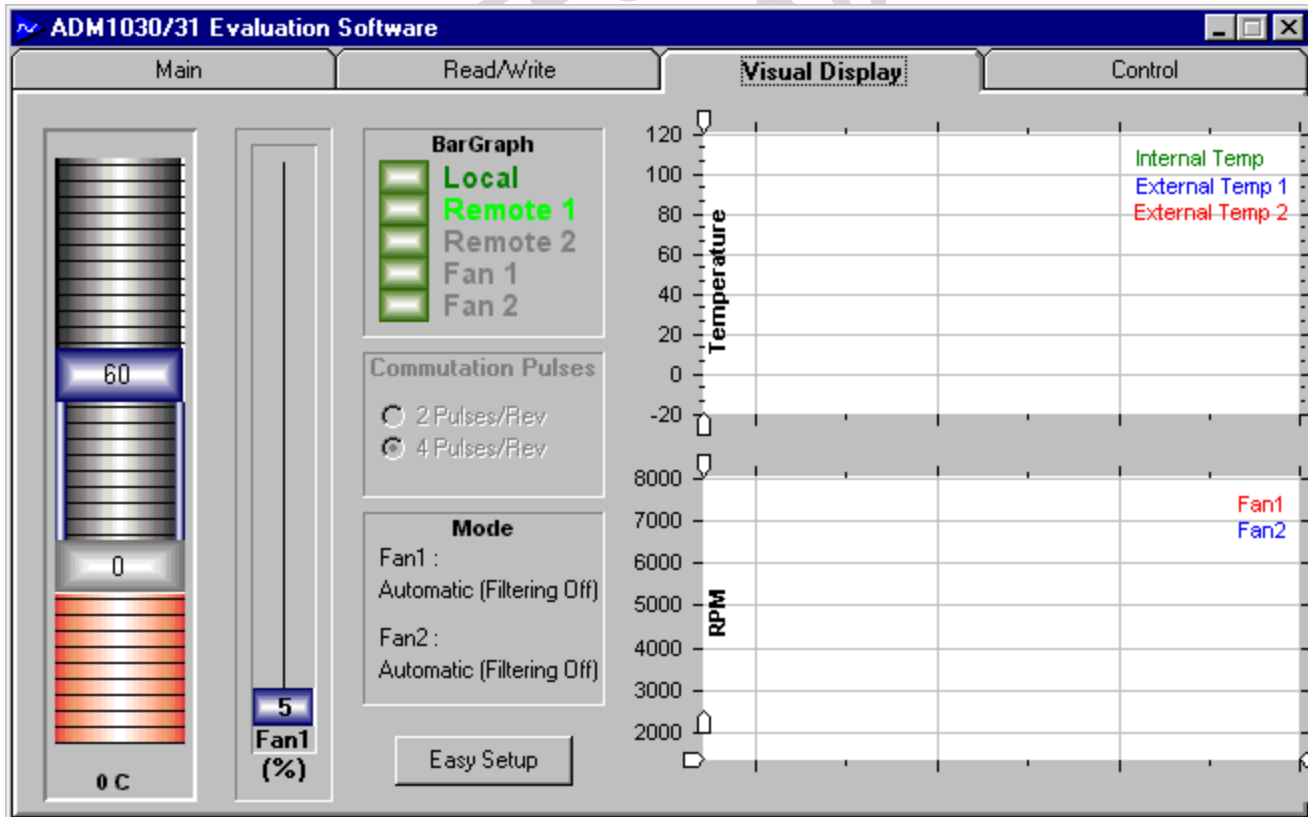 ADM1030/31 Evaluation Software
Main
Read/Write
Visual Display
Control
60
0
0 C
5
Fan1
(%)
BarGraph
Local
Remote 1
Remote 2
Fan 1
Fan 2
Commutation Pulses
2 Pulses/Rev
4 Pulses/Rev
Mode
Fan1 :
Automatic (Filtering Off)
Fan2 :
Automatic (Filtering Off)
Easy Setup
120
100
80
60
40
20
0
-20
Temperature
Internal Temp
External Temp 1
External Temp 2
8000
7000
6000
5000
4000
3000
2000
RPM
Fan1
Fan2